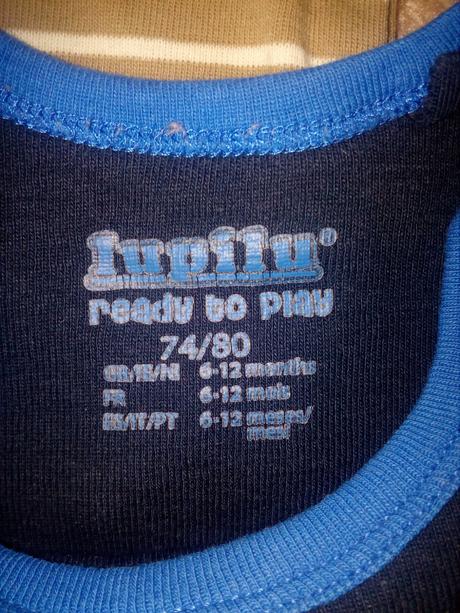 lupilu®
ready to play
74/80
GB/IE/NI 6-12 months
FR 6-12 mois
ES/IT/PT 6-12 meses/
mesi